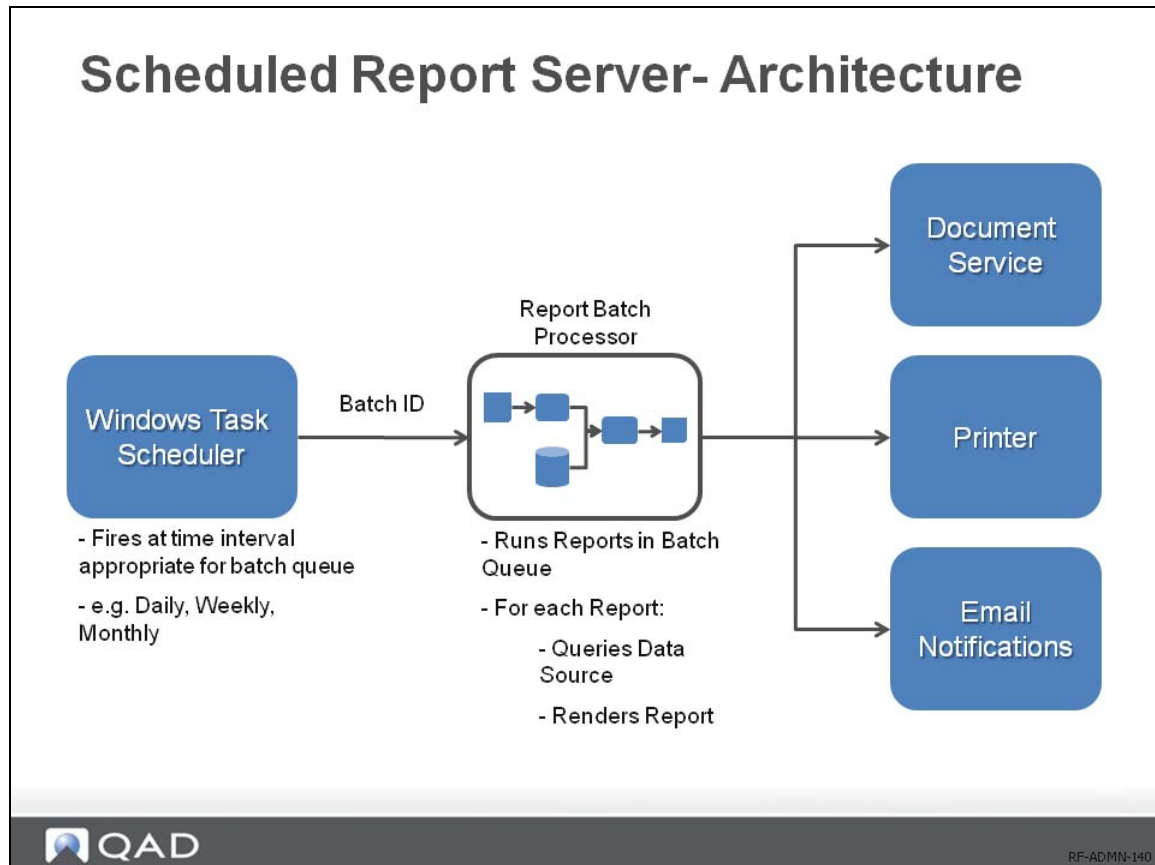 Scheduled Report Server- Architecture
Document
Service
Report Batch
Processor
Windows Task
Scheduler
Batch ID
Printer
- Fires at time interval
appropriate for batch queue
- e.g. Daily, Weekly,
Monthly
- Runs Reports in Batch
Queue
- For each Report:
- Queries Data
Source
- Renders Report
Email
Notifications
QAD
RF-ADMN-140